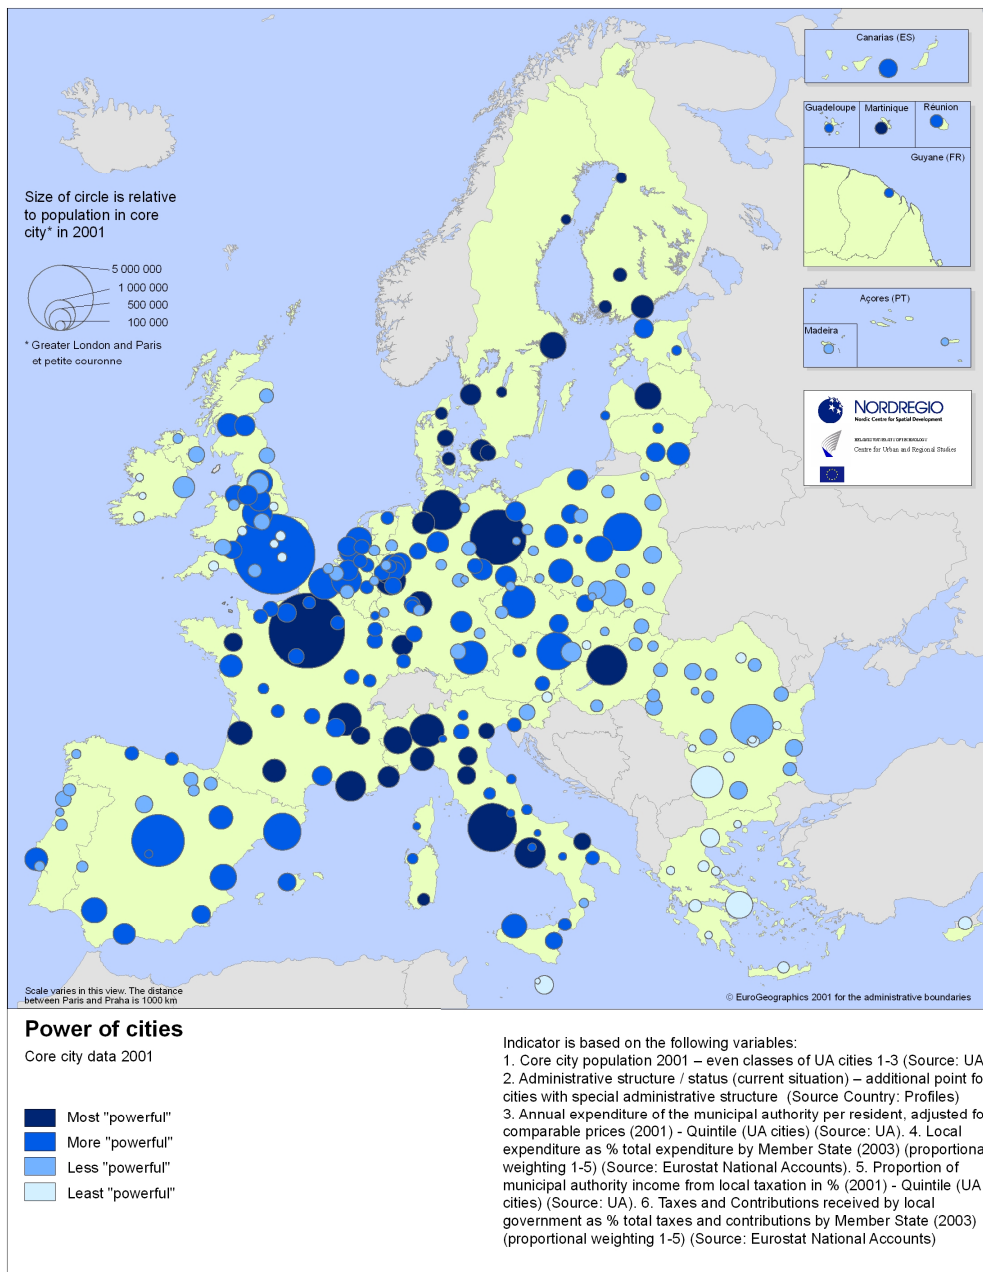 Canarias (ES)
Guadeloupe
Martinique
Réunion
Guyane (FR)
Size of circle is relative
to population in core
city* in 2001
5 000 000
1 000 000
500 000
100 000
* Greater London and Paris
et petite couronne
Açores (PT)
Madeira
NORDREGIO
Nordic Centre for Spatial Development
Centre for Urban and Regional Studies
Scale varies in this view. The distance
between Paris and Praha is 1000 km
© EuroGeographics 2001 for the administrative boundaries
Power of cities
Core city data 2001
Most "powerful"
More "powerful"
Less "powerful"
Least "powerful"
Indicator is based on the following variables:
1. Core city population 2001 – even classes of UA cities 1-3 (Source: UA
2. Administrative structure / status (current situation) – additional point fo
cities with special administrative structure (Source Country: Profiles)
3. Annual expenditure of the municipal authority per resident, adjusted fo
comparable prices (2001) - Quintile (UA cities) (Source: UA). 4. Local
expenditure as % total expenditure by Member State (2003) (proportiona
weighting 1-5) (Source: Eurostat National Accounts). 5. Proportion of
municipal authority income from local taxation in % (2001) - Quintile (UA
cities) (Source: UA). 6. Taxes and Contributions received by local
government as % total taxes and contributions by Member State (2003)
(proportional weighting 1-5) (Source: Eurostat National Accounts)